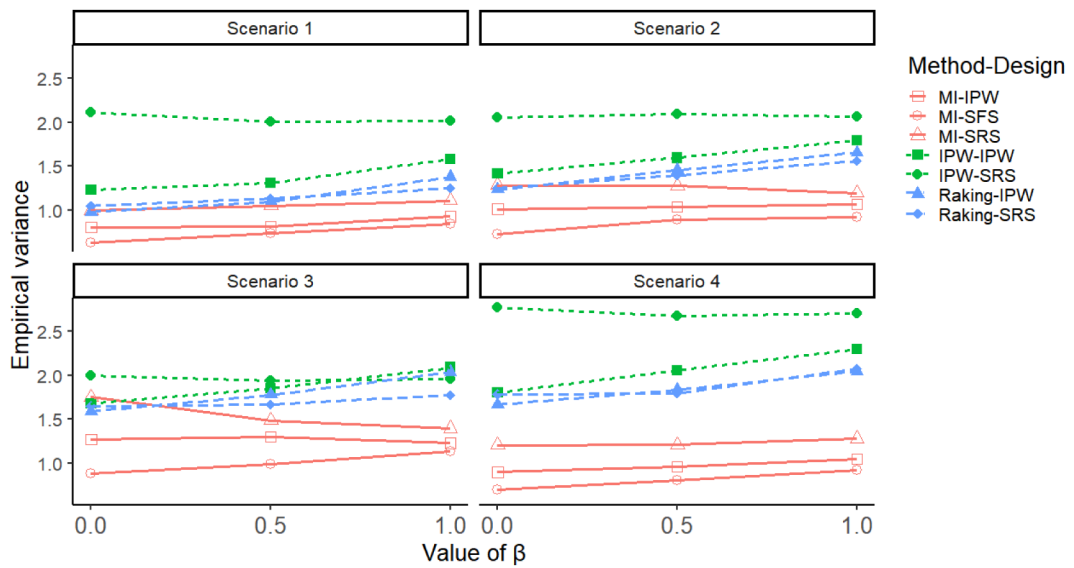 Scenario 1
Scenario 2
2.5
2.0
1.5
1.0
Scenario 3
Scenario 4
2.5
2.0
1.5
1.0
0.0
0.5
1.0
0.0
0.5
1.0
Value of β
Empirical variance
Method-Design
MI-IPW
MI-SFS
MI-SRS
IPW-IPW
IPW-SRS
Raking-IPW
Raking-SRS